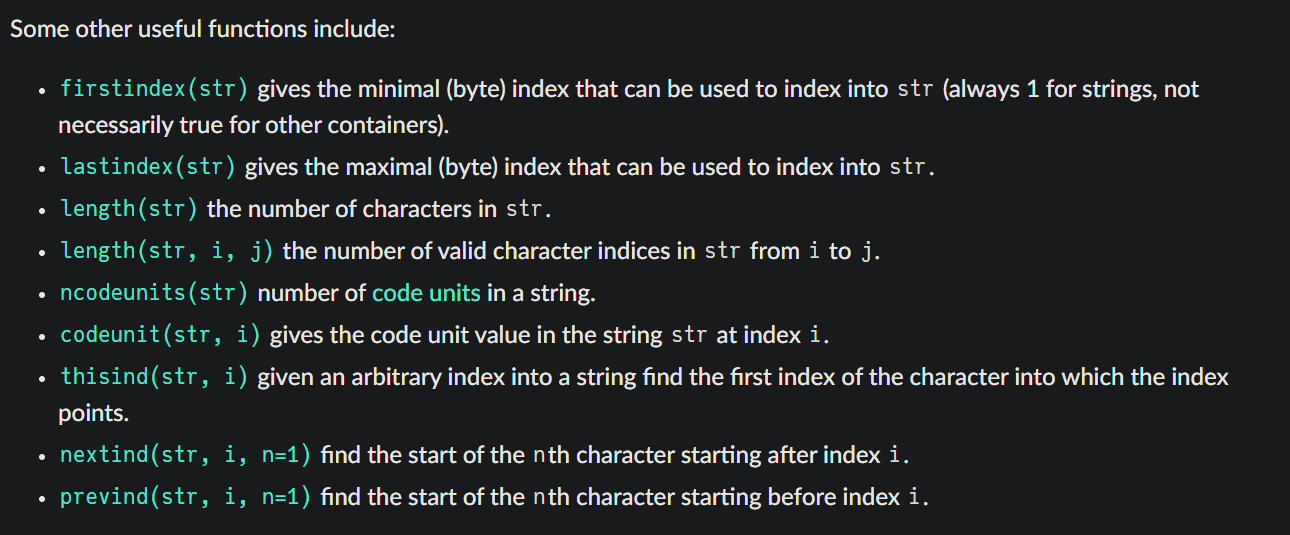 Some other useful functions include:
• firstindex(str) gives the minimal (byte) index that can be used to index into str (always 1 for strings, not
necessarily true for other containers).
• lastindex(str) gives the maximal (byte) index that can be used to index into str.
• length(str) the number of characters in str.
• length(str, i, j) the number of valid character indices in str from i to j.
• ncodeunits(str) number of code units in a string.
• codeunit(str, i) gives the code unit value in the string str at index i.
• thisind(str, i) given an arbitrary index into a string find the first index of the character into which the index
points.
• nextind(str, i, n=1) find the start of the nth character starting after index i.
• prevind(str, i, n=1) find the start of the nth character starting before index i.